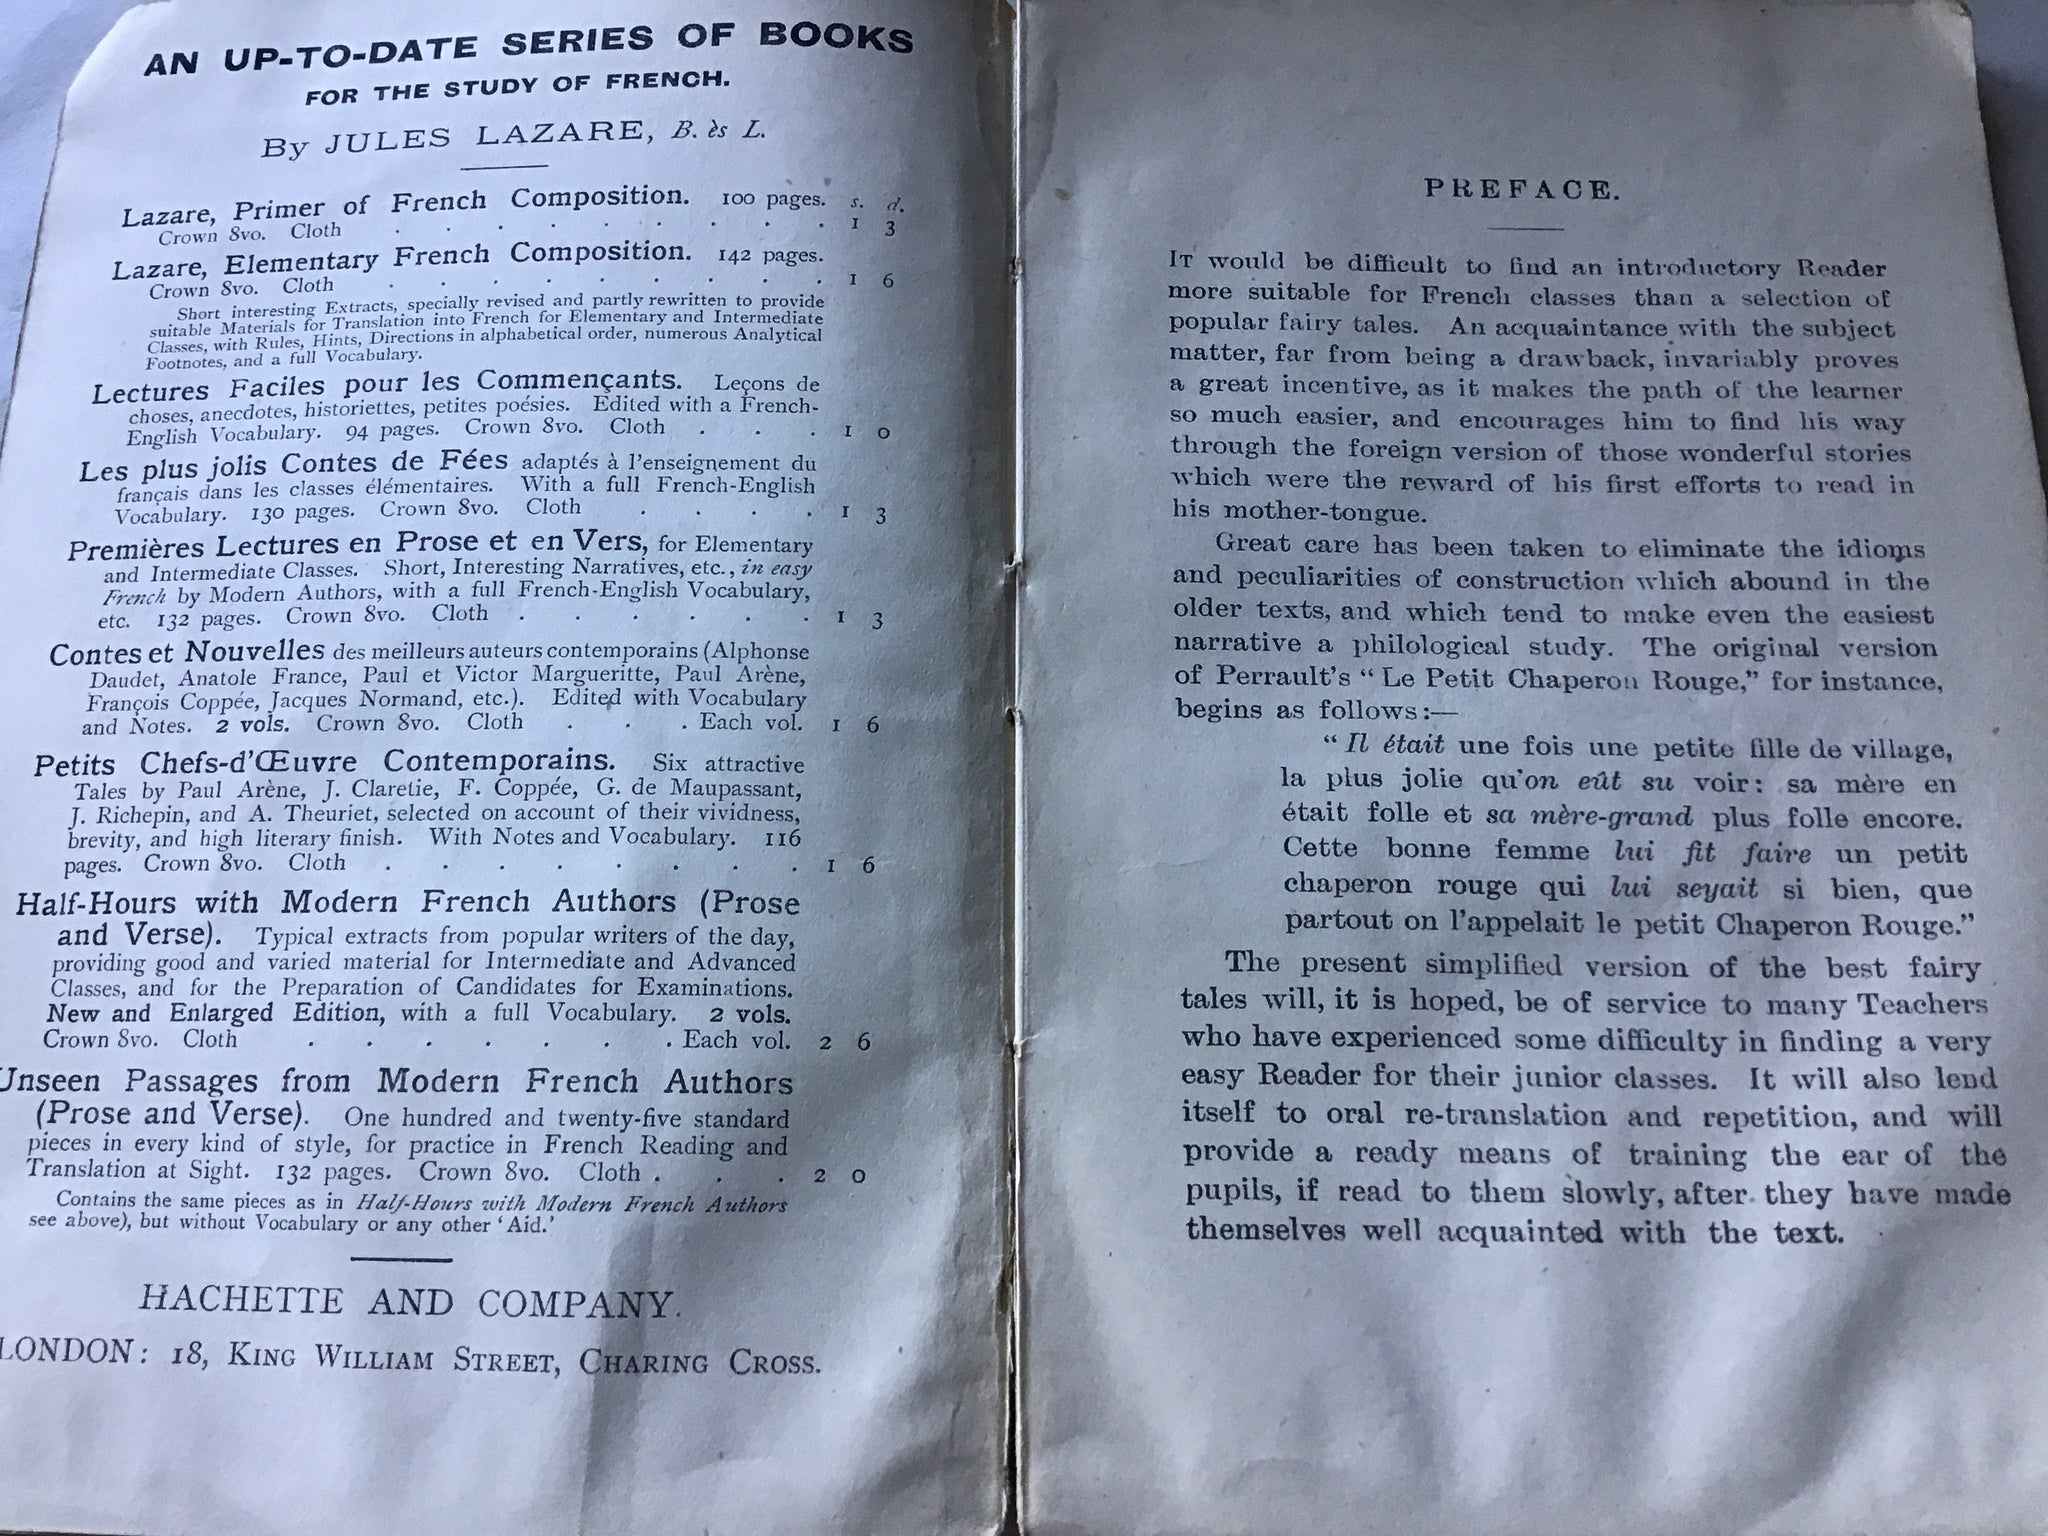 AN UP-TO-DATE SERIES OF BOOKS
FOR THE STUDY OF FRENCH.
By JULES LAZARE, B. ès L.
Lazare, Primer of French Composition. 100 pages. s. d.
Crown 8vo. Cloth . . . . . . . . . 1 3
Lazare, Elementary French Composition. 142 pages.
Crown 8vo. Cloth . . . . . . . . . 1 6
Short interesting Extracts, specially revised and partly rewritten to provide
suitable Materials for Translation into French for Elementary and Intermediate
Classes, with Rules, Hints, Directions in alphabetical order, numerous Analytical
Footnotes, and a full Vocabulary.
Lectures Faciles pour les Commençants. Leçons de
choses, anecdotes, historiettes, petites poésies. Edited with a French-
English Vocabulary. 94 pages. Crown 8vo. Cloth . . . 1 0
Les plus jolis Contes de Fées adaptés à l'enseignement du
français dans les classes élémentaires. With a full French-English
Vocabulary. 130 pages. Crown 8vo. Cloth . . . . 1 3
Premières Lectures en Prose et en Vers, for Elementary
and Intermediate Classes. Short, Interesting Narratives, etc., in easy
French by Modern Authors, with a full French-English Vocabulary,
etc. 132 pages. Crown 8vo. Cloth . . . . . . 1 3
Contes et Nouvelles des meilleurs auteurs contemporains (Alphonse
Daudet, Anatole France, Paul et Victor Margueritte, Paul Arène,
François Coppée, Jacques Normand, etc.). Edited with Vocabulary
and Notes. 2 vols. Crown 8vo. Cloth . . . Each vol. 1 6
Petits Chefs-d'Œuvre Contemporains. Six attractive
Tales by Paul Arène, J. Claretie, F. Coppée, G. de Maupassant,
J. Richepin, and A. Theuriet, selected on account of their vividness,
brevity, and high literary finish. With Notes and Vocabulary. 116
pages. Crown 8vo. Cloth . . . . . . . . 1 6
Half-Hours with Modern French Authors (Prose
and Verse). Typical extracts from popular writers of the day,
providing good and varied material for Intermediate and Advanced
Classes, and for the Preparation of Candidates for Examinations.
New and Enlarged Edition, with a full Vocabulary. 2 vols.
Crown 8vo. Cloth . . . . . . . Each vol. 2 6
Unseen Passages from Modern French Authors
(Prose and Verse). One hundred and twenty-five standard
pieces in every kind of style, for practice in French Reading and
Translation at Sight. 132 pages. Crown 8vo. Cloth . . . 2 0
Contains the same pieces as in Half-Hours with Modern French Authors
see above), but without Vocabulary or any other 'Aid.'
HACHETTE AND COMPANY.
LONDON: 18, KING WILLIAM STREET, CHARING CROSS.
PREFACE.
IT would be difficult to find an introductory Reader
more suitable for French classes than a selection of
popular fairy tales. An acquaintance with the subject
matter, far from being a drawback, invariably proves
a great incentive, as it makes the path of the learner
so much easier, and encourages him to find his way
through the foreign version of those wonderful stories
which were the reward of his first efforts to read in
his mother-tongue.
Great care has been taken to eliminate the idioms
and peculiarities of construction which abound in the
older texts, and which tend to make even the easiest
narrative a philological study. The original version
of Perrault's "Le Petit Chaperon Rouge," for instance,
begins as follows:—
"Il était une fois une petite fille de village,
la plus jolie qu'on eût su voir: sa mère en
était folle et sa mère-grand plus folle encore.
Cette bonne femme lui fit faire un petit
chaperon rouge qui lui seyait si bien, que
partout on l'appelait le petit Chaperon Rouge."
The present simplified version of the best fairy
tales will, it is hoped, be of service to many Teachers
who have experienced some difficulty in finding a very
easy Reader for their junior classes. It will also lend
itself to oral re-translation and repetition, and will
provide a ready means of training the ear of the
pupils, if read to them slowly, after they have made
themselves well acquainted with the text.